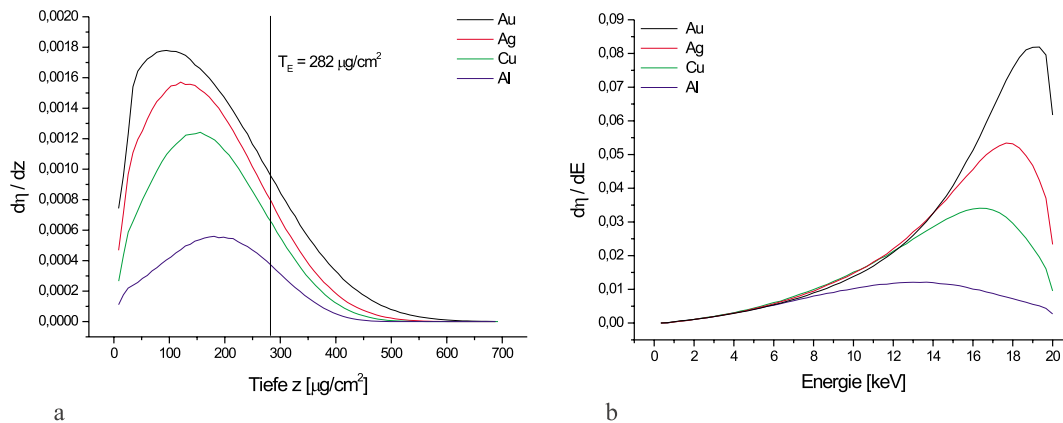 0,0020
0,0018
0,0016
0,0014
0,0012
0,0010
0,0008
0,0006
0,0004
0,0002
0,0000
dη / dz
Au
Ag
Cu
Al
T_E = 282 µg/cm²
0 100 200 300 400 500 600 700
Tiefe z [µg/cm²]
a
0,09
0,08
0,07
0,06
0,05
0,04
0,03
0,02
0,01
0,00
dη / dE
Au
Ag
Cu
Al
0 2 4 6 8 10 12 14 16 18 20
Energie [keV]
b